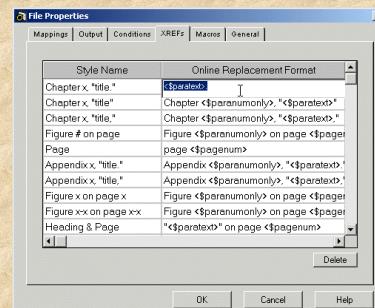 File Properties
Mappings Output Conditions XREFs Macros General
Style Name Online Replacement Format
Chapter x, "title." <$paratext>.
Chapter x, "title" Chapter <$paranumonly>, "<$paratext>"
Chapter x, "title," Chapter <$paranumonly>, "<$paratext>,"
Figure # on page Figure <$paranumonly> on page <$pagen
Page page <$pagenum>
Appendix x, "title." Appendix <$paranumonly>, "<$paratext>.
Appendix x, "title," Appendix <$paranumonly>, "<$paratext>,
Figure x on page x Figure <$paranumonly> on page <$pagen
Figure x-x on page x-x Figure <$paranumonly> on page <$pagen
Heading & Page "<$paratext>" on page <$pagenum>
Delete
OK Cancel Help